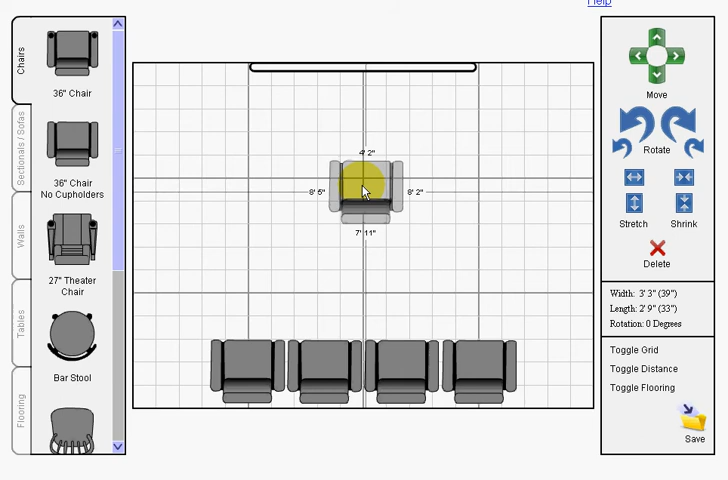 Help
Chairs
36" Chair
Sectionals / Sofas
36" Chair
No Cupholders
Walls
27" Theater
Chair
Tables
Bar Stool
Flooring
4' 2"
8' 5"
8' 2"
7' 11"
Move
Rotate
Stretch
Shrink
Delete
Width: 3' 3" (39")
Length: 2' 9" (33")
Rotation: 0 Degrees
Toggle Grid
Toggle Distance
Toggle Flooring
Save